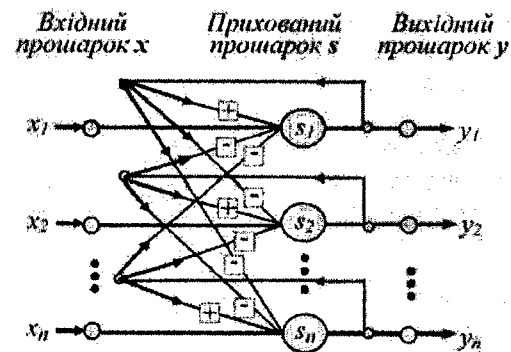 Вхідний Прихований Вихідний
прошарок x прошарок s прошарок y
+
x1 s1 y1
-
-
-
+
x2 s2 y2
-
-
-
+
xn sn yn